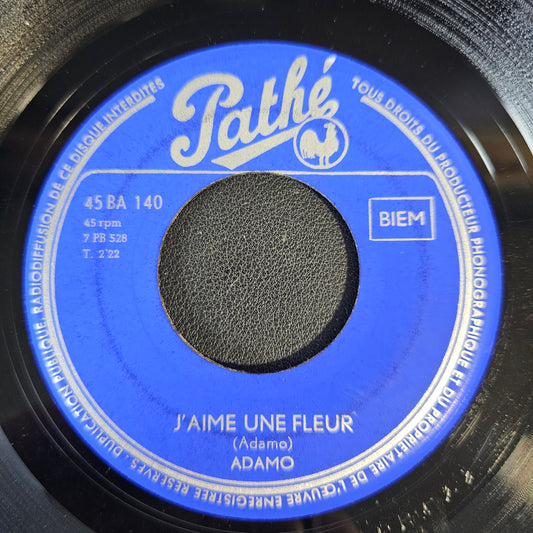 Pathé
TOUS DROITS DU PRODUCTEUR PHONOGRAPHIQUE ET DU PROPRIETAIRE DE L'ŒUVRE ENREGISTREE RESERVES · DUPLICATION PUBLIQUE, RADIODIFFUSION DE CE DISQUE INTERDITES
45 BA 140
45 rpm
7 PB 528
T. 2'22
BIEM
J'AIME UNE FLEUR
(Adamo)
ADAMO